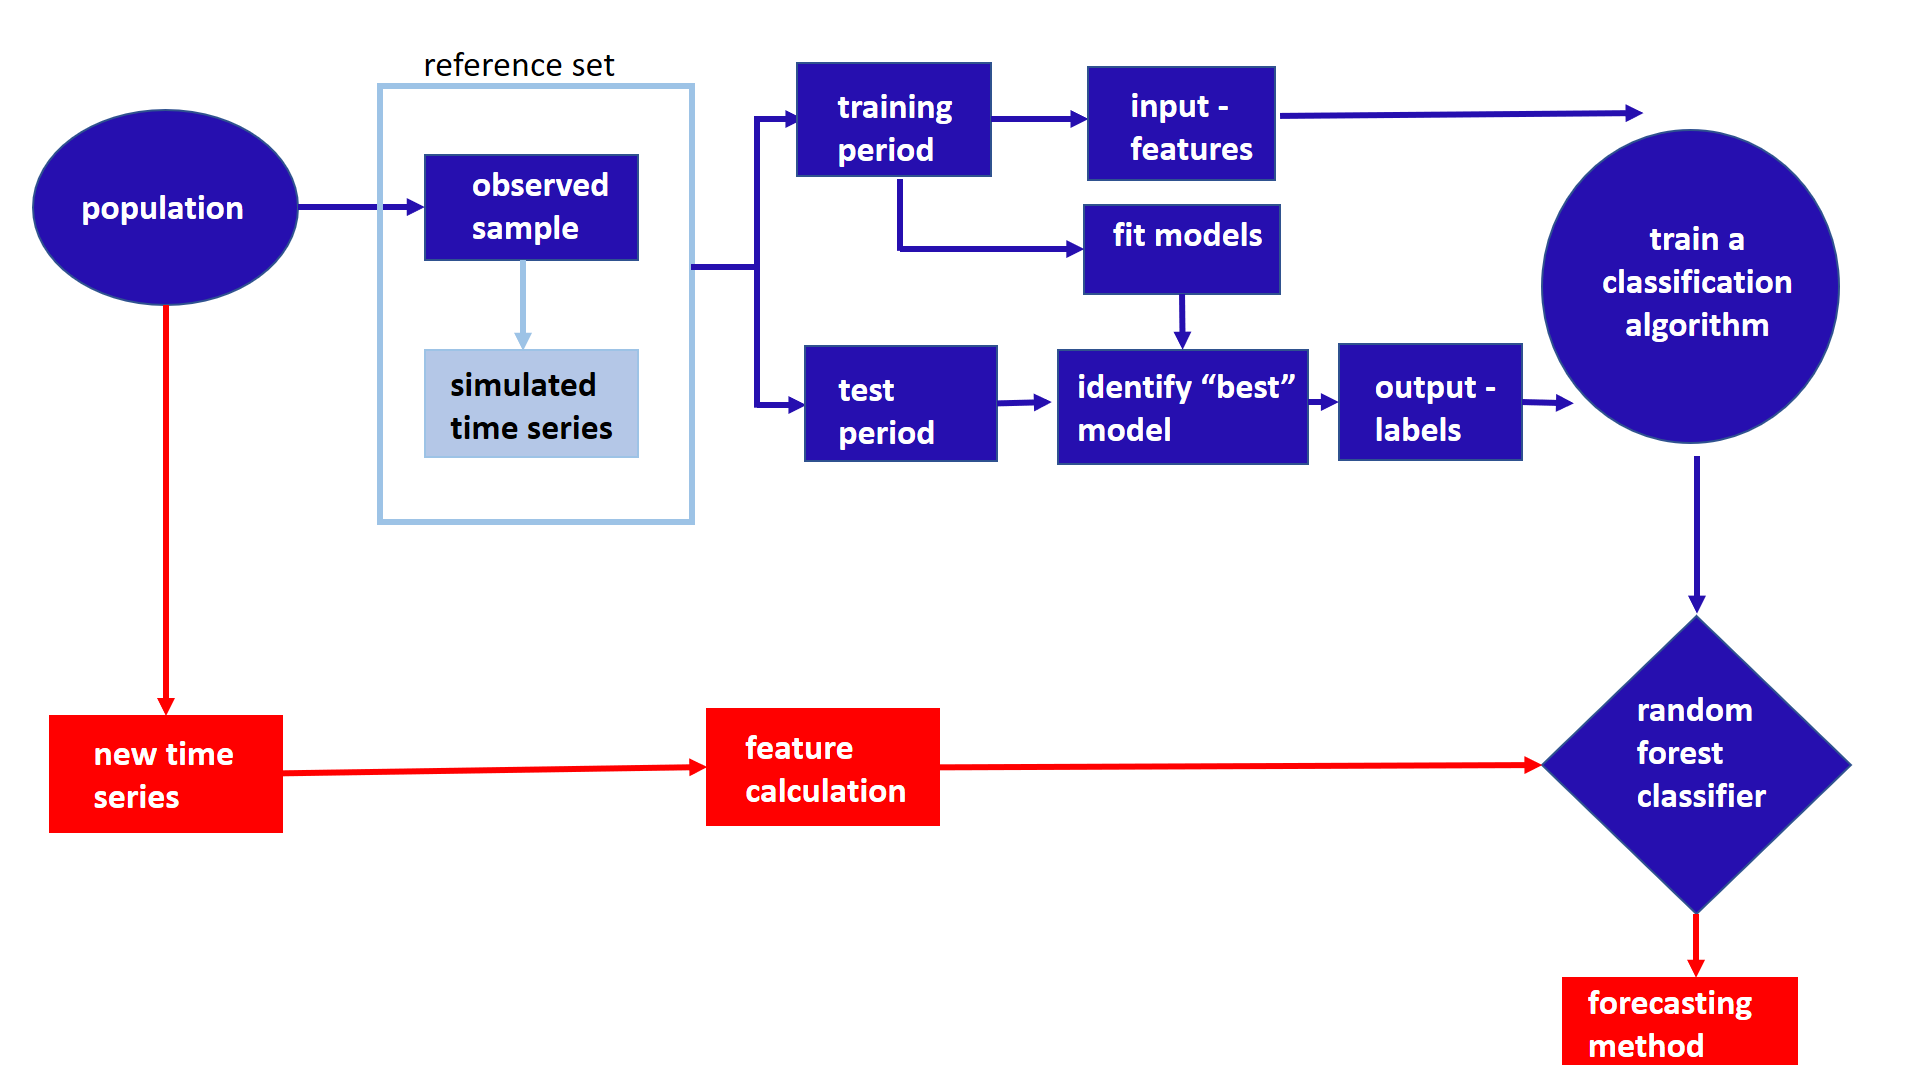 reference set
population
observed
sample
simulated
time series
training
period
input -
features
fit models
test
period
identify “best”
model
output -
labels
train a
classification
algorithm
new time
series
feature
calculation
random
forest
classifier
forecasting
method